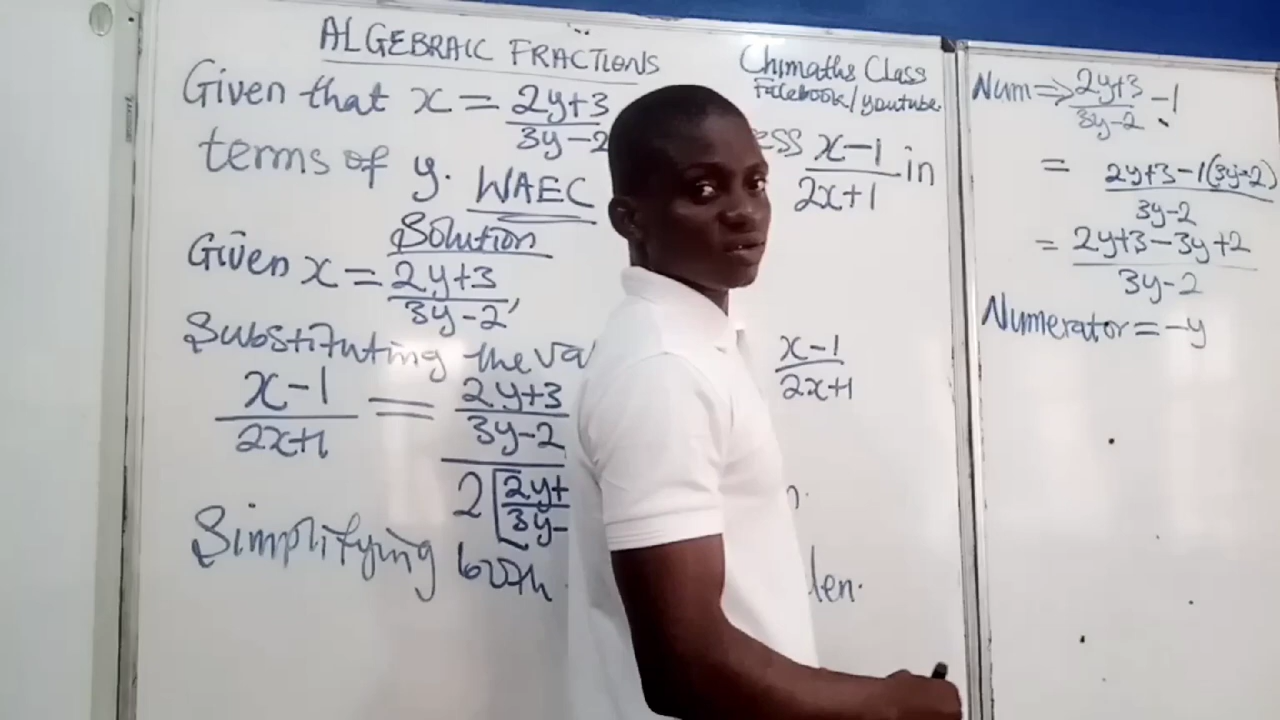 ALGEBRAIC FRACTIONS
Chimaths Class
Facebook/youtube
Given that x = 2y+3/3y-2
x-1/2x+1 in
terms of y. WAEC
Solution
Given x = 2y+3/3y-2,
Substituting the
x-1/2x+1
x-1/2x+1 = 2y+3/3y-2
2[2y+/3y-
Simplifying both
den.
Num => 2y+3/3y-2 -1
= 2y+3-1(3y-2)/3y-2
= 2y+3-3y+2/3y-2
Numerator = -y